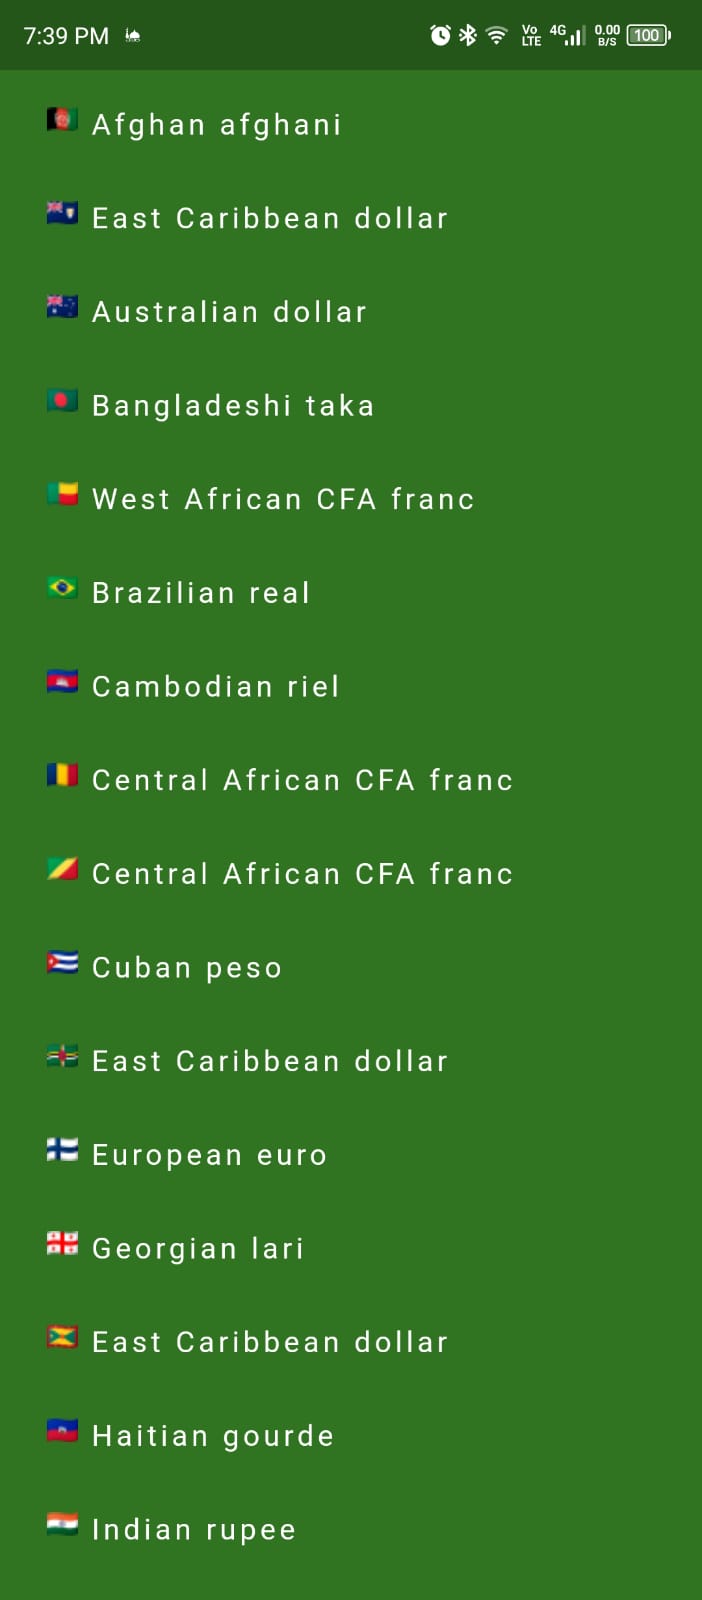 7:39 PM Vo LTE 4G 0.00 B/S 100
Afghan afghani
East Caribbean dollar
Australian dollar
Bangladeshi taka
West African CFA franc
Brazilian real
Cambodian riel
Central African CFA franc
Central African CFA franc
Cuban peso
East Caribbean dollar
European euro
Georgian lari
East Caribbean dollar
Haitian gourde
Indian rupee